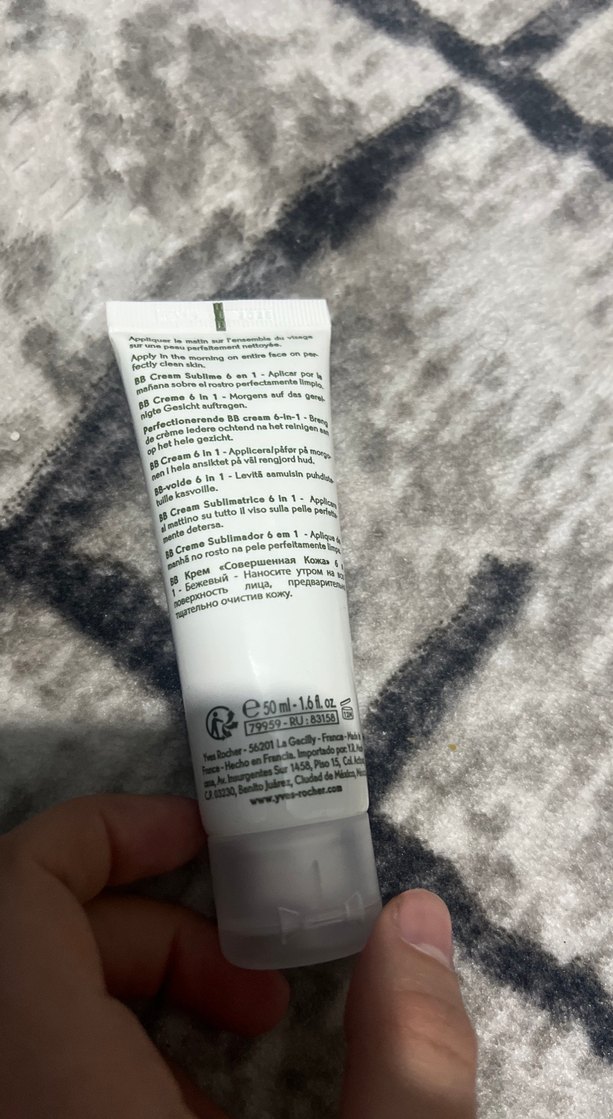 Appliquer le matin sur l'ensemble du visage
sur une peau parfaitement nettoyée.
Apply in the morning on entire face on per-
fectly clean skin.
BB Cream Sublime 6 en 1 - Aplicar por la
mañana sobre el rostro perfectamente limpio.
BB Creme 6 in 1 - Morgens auf das gerei-
nigte Gesicht auftragen.
Perfectionerende BB cream 6-in-1 - Breng
de crème iedere ochtend na het reinigen aan
op het hele gezicht.
BB Cream 6 in 1 - Applicera/påfør på morgo-
nen i hela ansiktet på väl rengjord hud.
BB-voide 6 in 1 - Levitä aamuisin puhdiste-
tuille kasvoille.
BB Cream Sublimatrice 6 in 1 - Applicare
al mattino su tutto il viso sulla pelle perfetta-
mente detersa.
BB Creme Sublimador 6 em 1 - Aplique de
manhã no rosto na pele perfeitamente limpa.
BB Крем «Совершенная Кожа» 6 в
1 - Бежевый - Наносите утром на всю
поверхность лица, предварительно
тщательно очистив кожу.
e 50 ml - 1.6 fl. oz. 12M
79959 - RU : 83158
Yves Rocher - 56201 La Gacilly - France - Made in
France - Hecho en Francia. Importado por: Y.R.
Av. Insurgentes Sur 1458, Piso 15, Col.
C.P. 03230, Benito Juárez, Ciudad de México,
www.yves-rocher.com